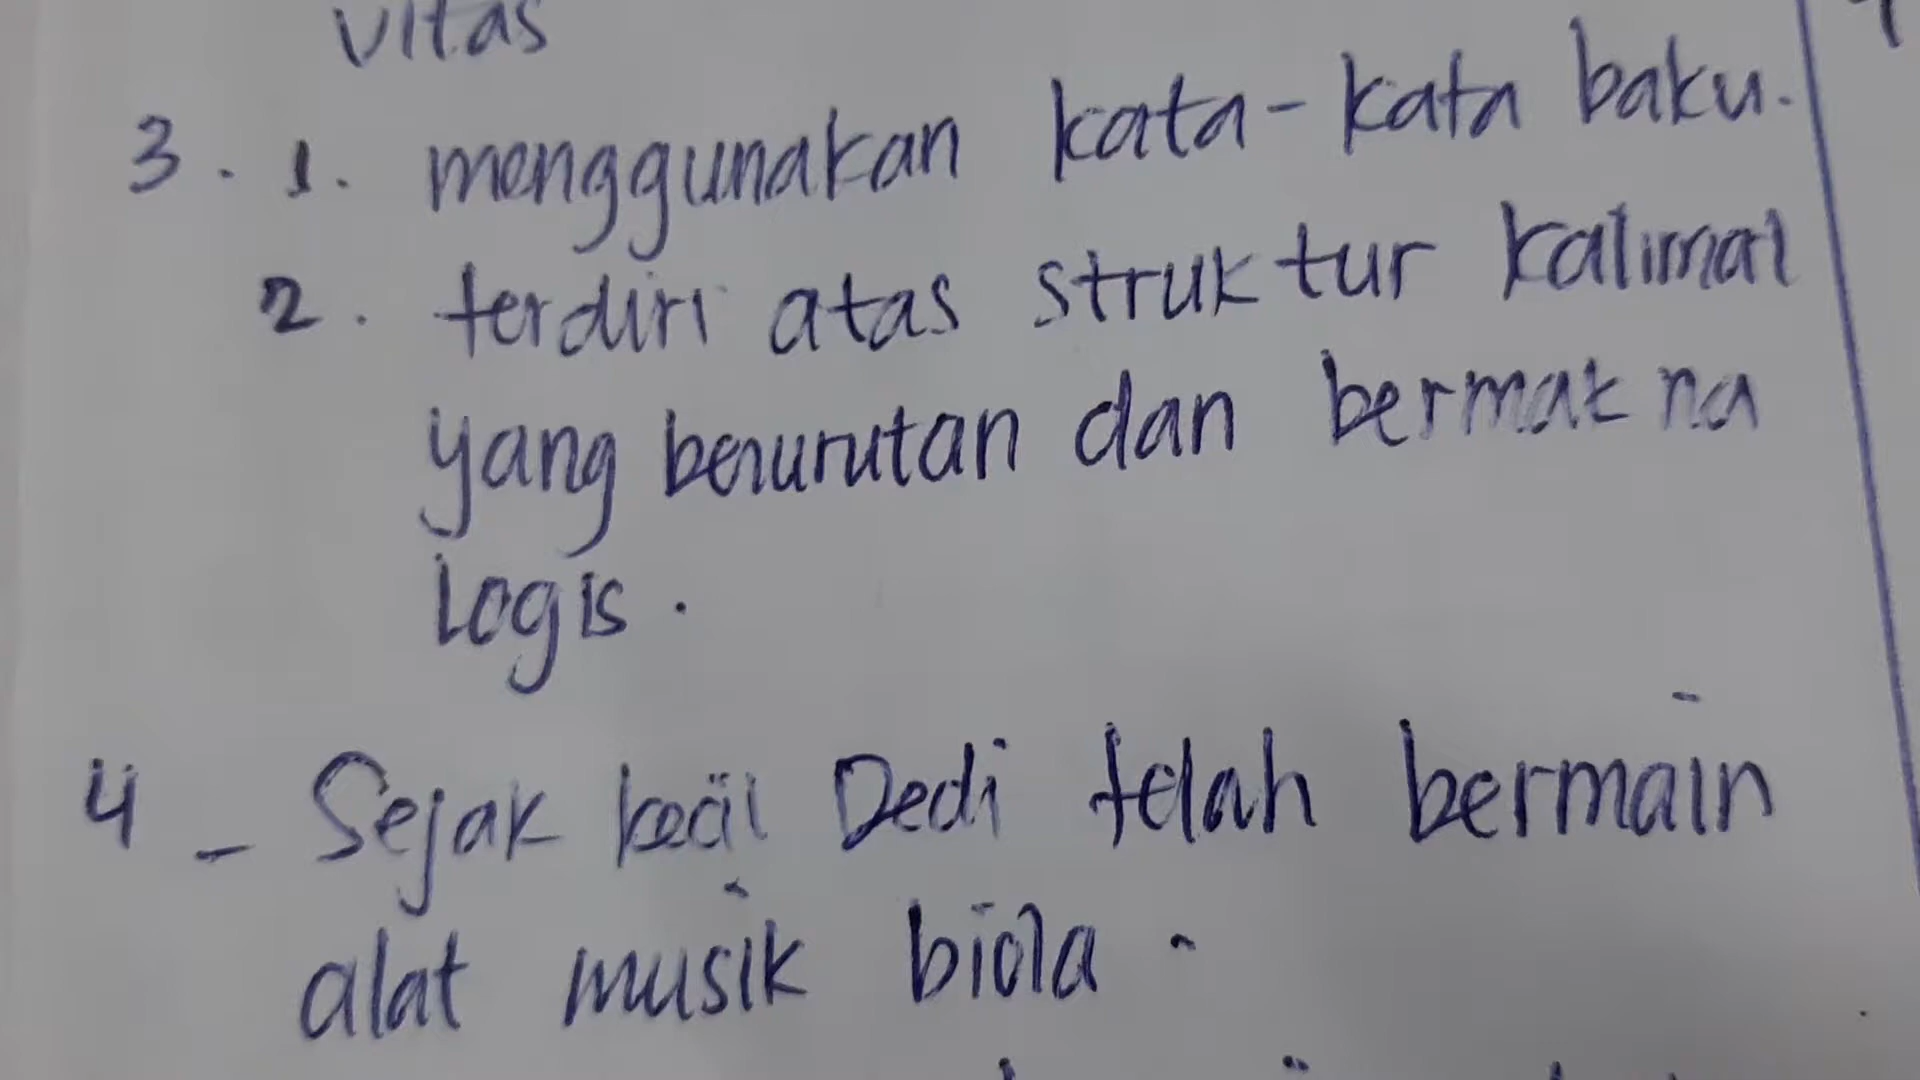 vitas
3. 1. menggunakan kata-kata baku.
2. terdiri atas struktur kalimat
yang berurutan dan bermakna
logis.
4 - Sejak kecil Dedi telah bermain
alat musik biola.